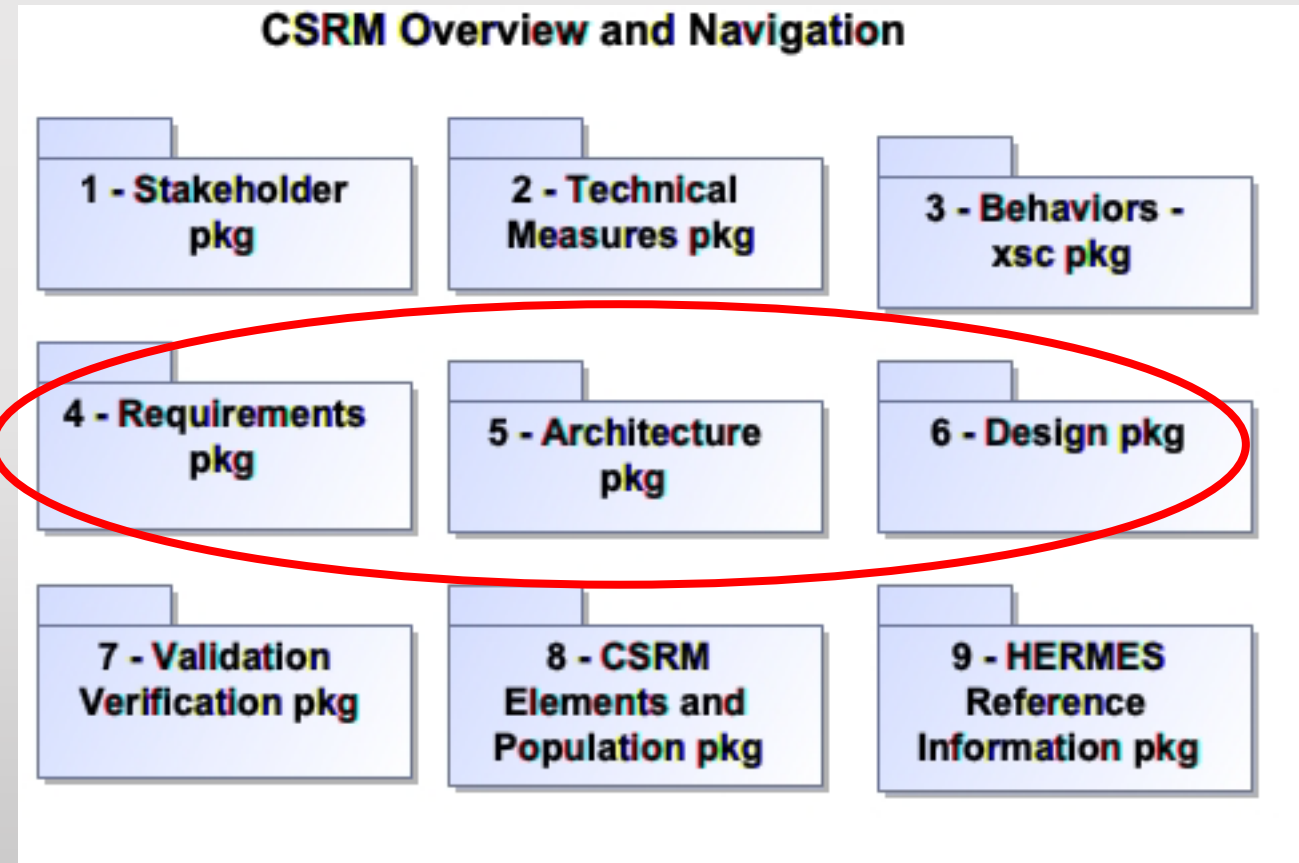 CSRM Overview and Navigation
1 - Stakeholder
pkg
2 - Technical
Measures pkg
3 - Behaviors -
xsc pkg
4 - Requirements
pkg
5 - Architecture
pkg
6 - Design pkg
7 - Validation
Verification pkg
8 - CSRM
Elements and
Population pkg
9 - HERMES
Reference
Information pkg